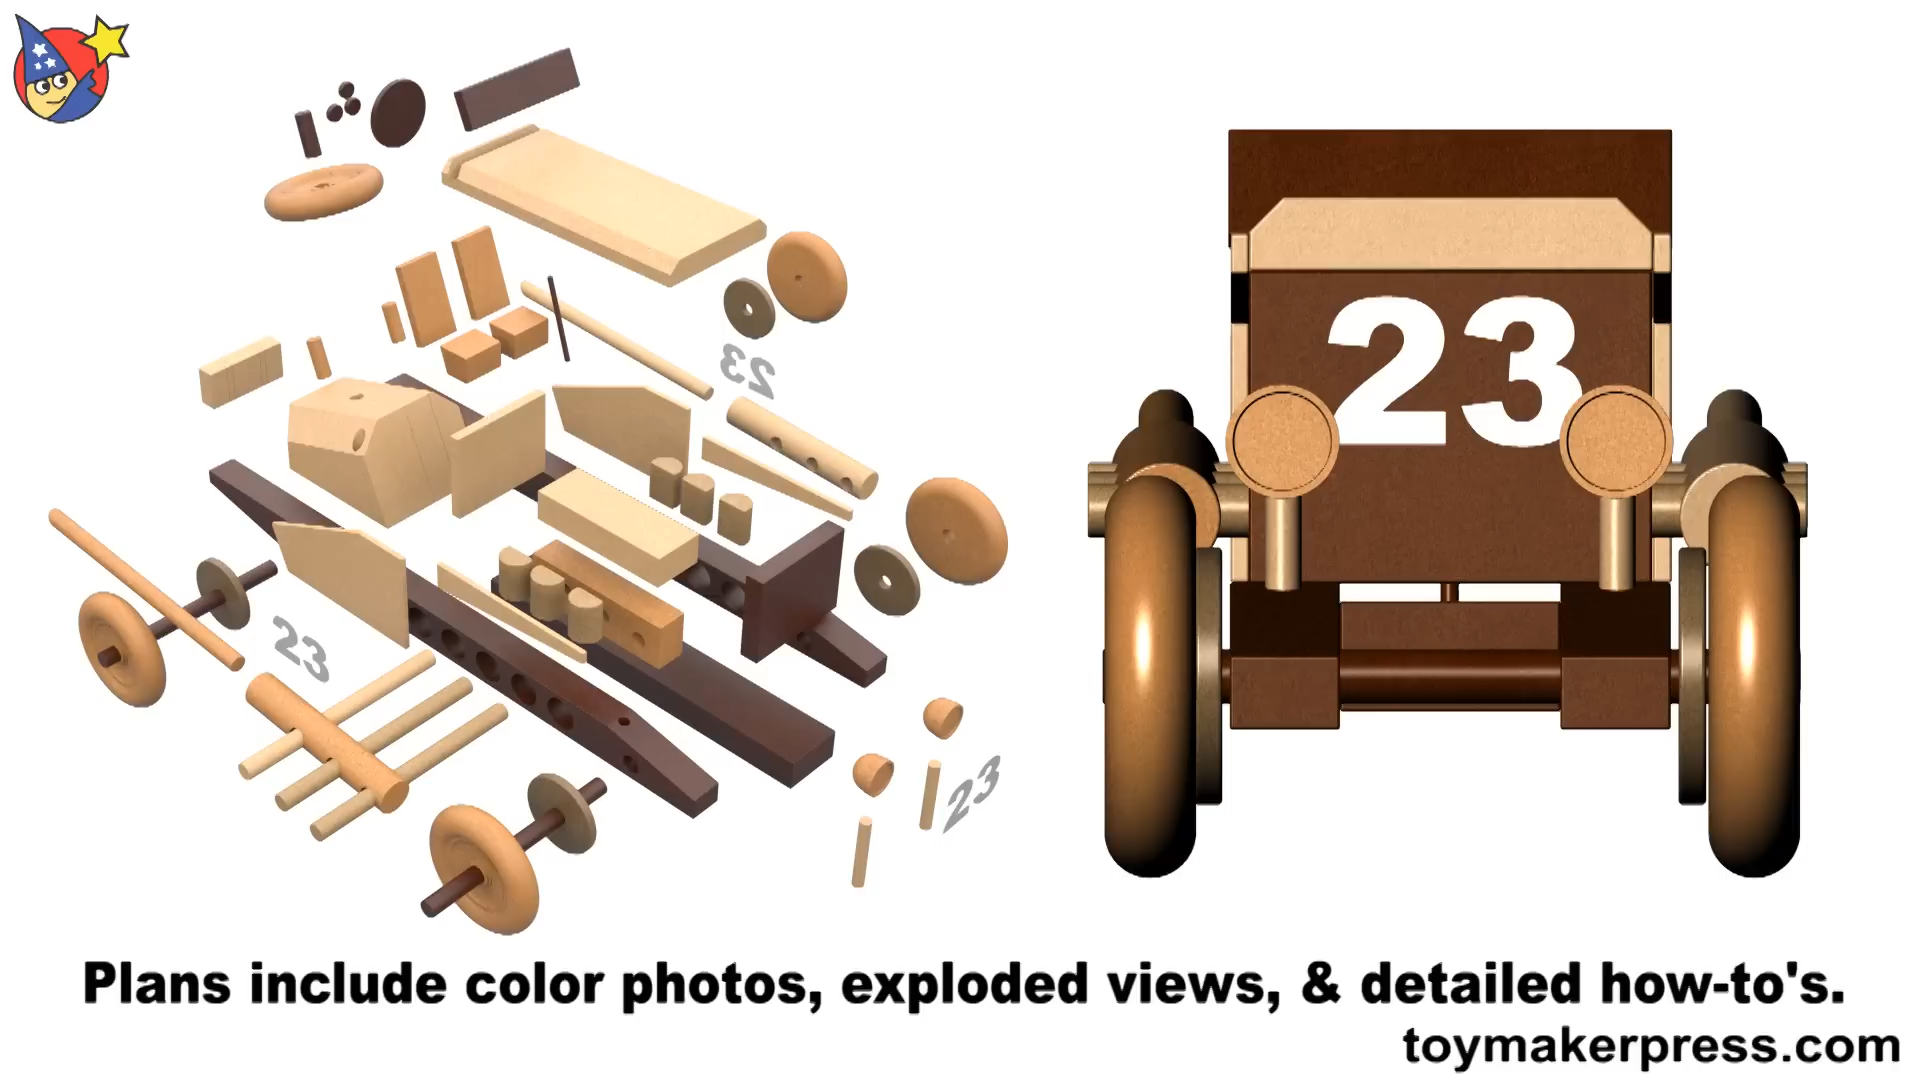 23
23
23
23
Plans include color photos, exploded views, & detailed how-to's.
toymakerpress.com